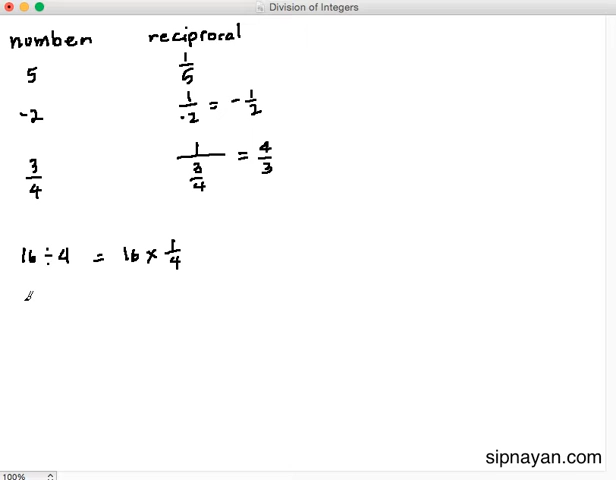 Division of Integers
number reciprocal
5 1/5
-2 1/-2 = -1/2
3/4 1/(3/4) = 4/3
16 ÷ 4 = 16 × 1/4
sipnayan.com
100%